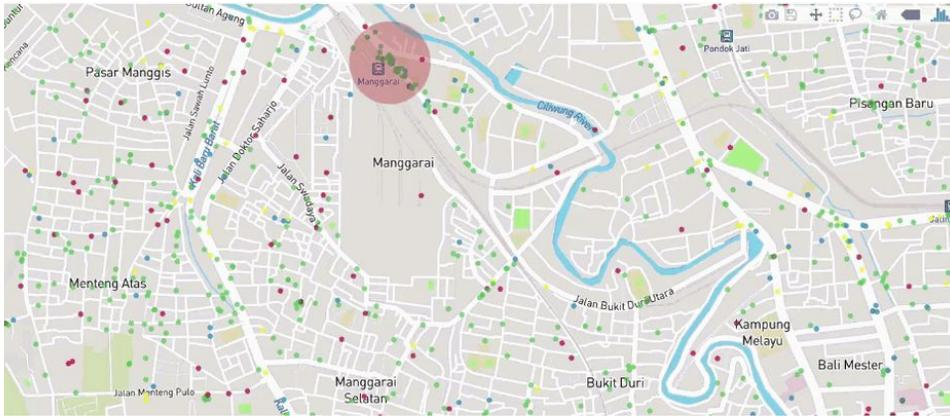 Sultan Agung
Pondok Jati
Pasar Manggis
Manggarai
Jalan Sawah Lunto
Pisangan Baru
Ciliwung River
Jalan Doktor Saharjo
Kali Baru Barat
Manggarai
Jalan Swadaya
Menteng Atas
Jalan Bukit Duri Utara
Kampung
Melayu
Bali Mester
Manggarai
Selatan
Bukit Duri
Jalan Menteng Pulo
Kali